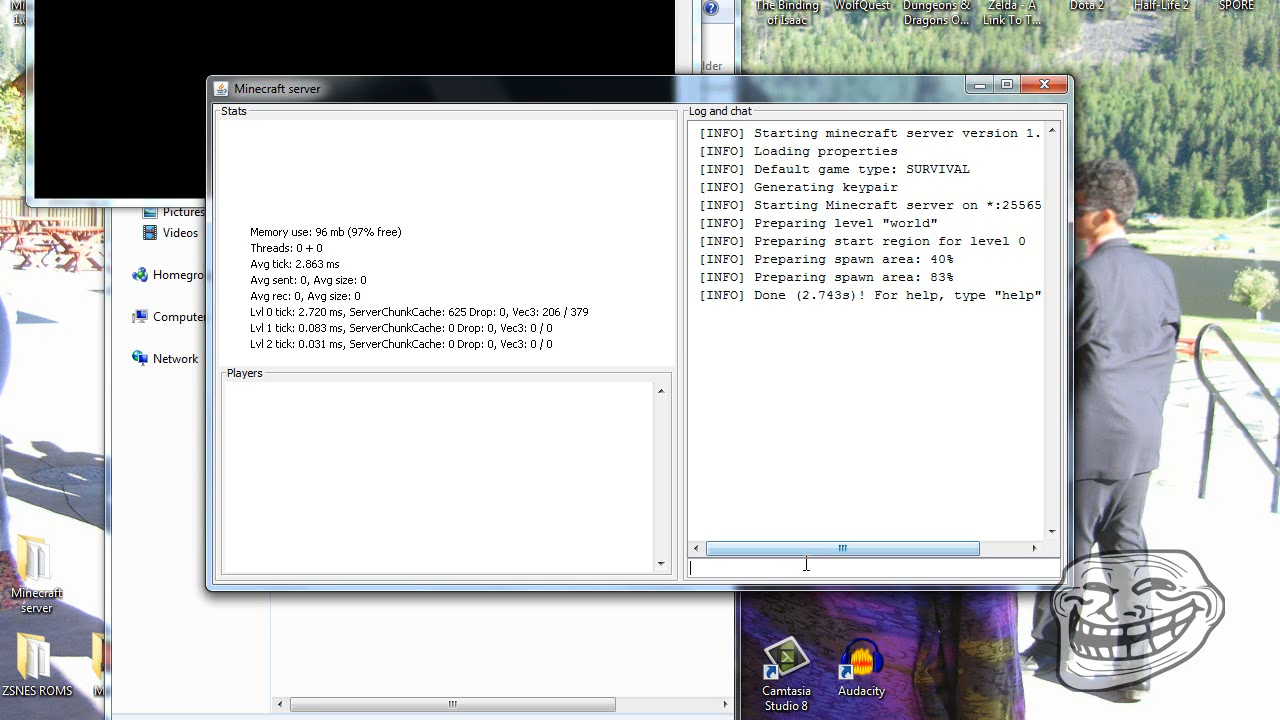 The Binding
of Isaac
WolfQuest
Dungeons &
Dragons O...
Zelda - A
Link To T...
Dota 2
Half-Life 2
SPORE
lder
Minecraft server
Stats
Memory use: 96 mb (97% free)
Threads: 0 + 0
Avg tick: 2.863 ms
Avg sent: 0, Avg size: 0
Avg rec: 0, Avg size: 0
Lvl 0 tick: 2.720 ms, ServerChunkCache: 625 Drop: 0, Vec3: 206 / 379
Lvl 1 tick: 0.083 ms, ServerChunkCache: 0 Drop: 0, Vec3: 0 / 0
Lvl 2 tick: 0.031 ms, ServerChunkCache: 0 Drop: 0, Vec3: 0 / 0
Players
Log and chat
[INFO] Starting minecraft server version 1.
[INFO] Loading properties
[INFO] Default game type: SURVIVAL
[INFO] Generating keypair
[INFO] Starting Minecraft server on *:25565
[INFO] Preparing level "world"
[INFO] Preparing start region for level 0
[INFO] Preparing spawn area: 40%
[INFO] Preparing spawn area: 83%
[INFO] Done (2.743s)! For help, type "help"
Pictures
Videos
Homegro
Compute
Network
Minecraft
server
ZSNES ROMS
Camtasia
Studio 8
Audacity